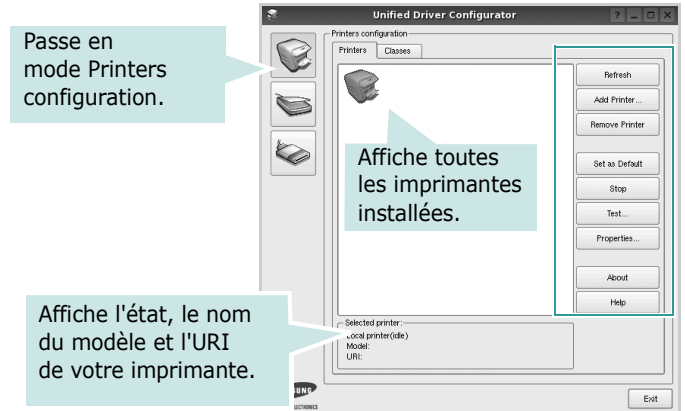 Unified Driver Configurator
Passe en
mode Printers
configuration.
Printers configuration
Printers
Classes
Refresh
Add Printer...
Remove Printer
Set as Default
Stop
Test...
Properties...
About
Help
Affiche toutes
les imprimantes
installées.
Affiche l'état, le nom
du modèle et l'URI
de votre imprimante.
Selected printer:
Local printer(idle)
Model:
URI:
Exit